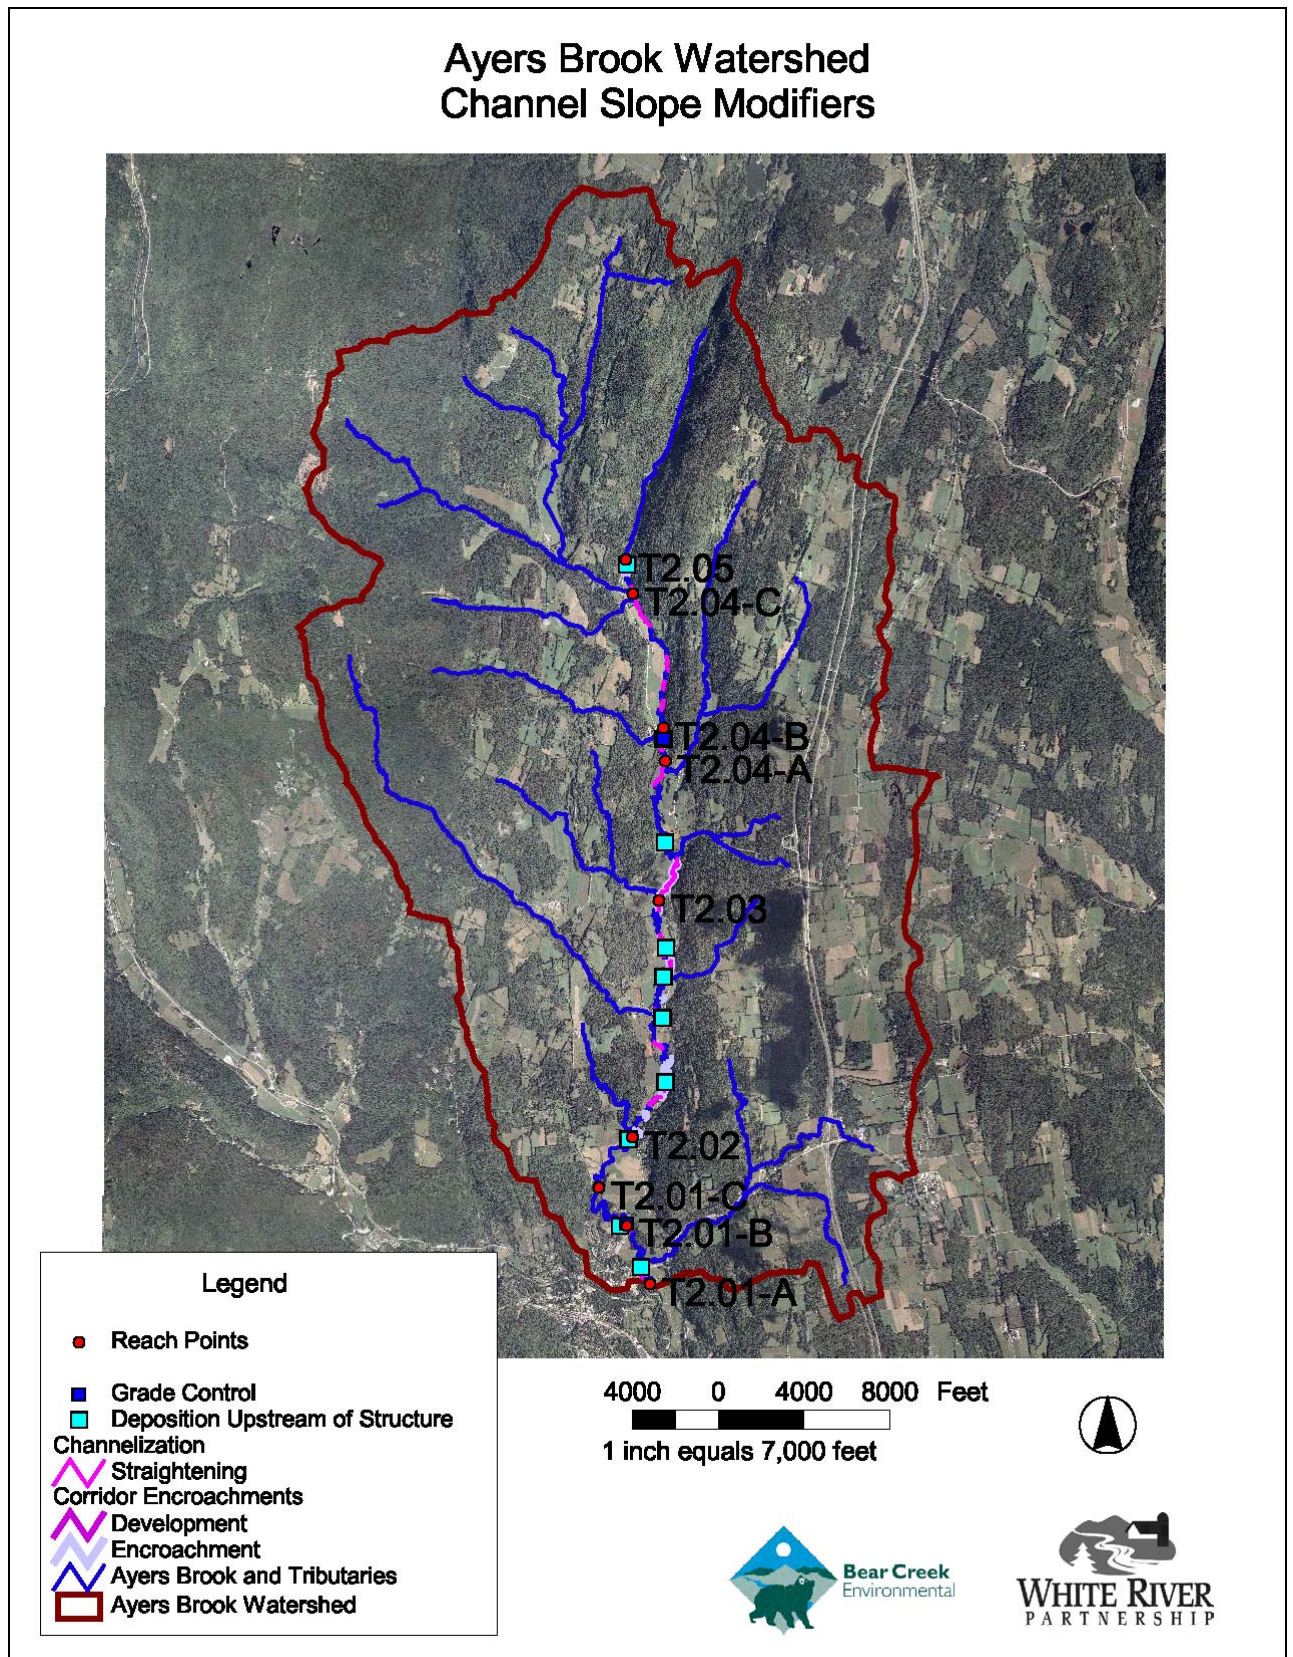 Ayers Brook Watershed
Channel Slope Modifiers
T2.05
T2.04-C
T2.04-B
T2.04-A
T2.03
T2.02
T2.01-C
T2.01-B
T2.01-A
Legend
Reach Points
Grade Control
Deposition Upstream of Structure
Channelization
Straightening
Corridor Encroachments
Development
Encroachment
Ayers Brook and Tributaries
Ayers Brook Watershed
4000 0 4000 8000 Feet
1 inch equals 7,000 feet
Bear Creek
Environmental
WHITE RIVER
PARTNERSHIP